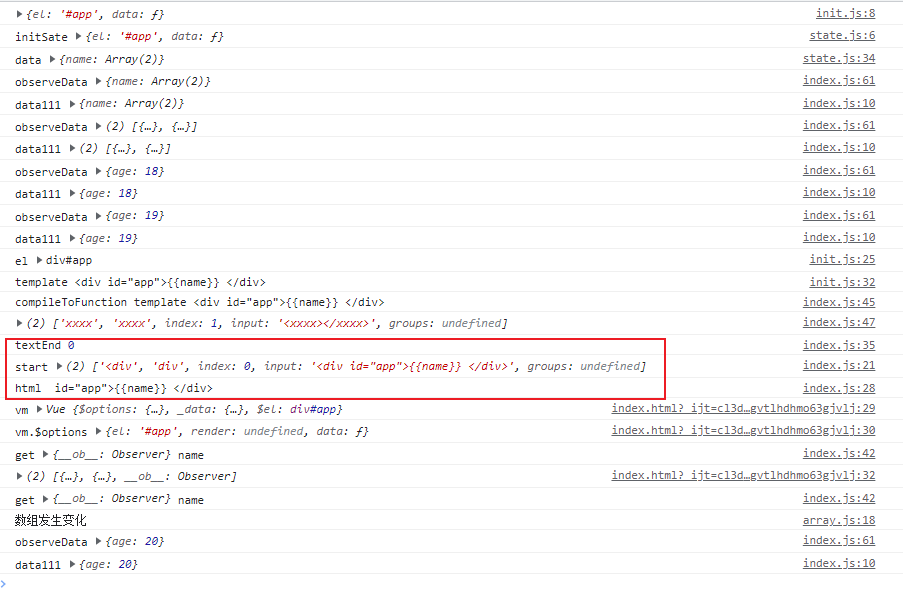 ▶{el: '#app', data: ƒ} init.js:8
initSate ▶{el: '#app', data: ƒ} state.js:6
data ▶{name: Array(2)} state.js:34
observeData ▶{name: Array(2)} index.js:61
data111 ▶{name: Array(2)} index.js:10
observeData ▶(2) [{…}, {…}] index.js:61
data111 ▶(2) [{…}, {…}] index.js:10
observeData ▶{age: 18} index.js:61
data111 ▶{age: 18} index.js:10
observeData ▶{age: 19} index.js:61
data111 ▶{age: 19} index.js:10
el ▶div#app init.js:25
template <div id="app">{{name}} </div> init.js:32
compileToFunction template <div id="app">{{name}} </div> index.js:45
▶(2) ['xxxx', 'xxxx', index: 1, input: '<xxxx></xxxx>', groups: undefined] index.js:47
textEnd 0 index.js:35
start ▶(2) ['<div', 'div', index: 0, input: '<div id="app">{{name}} </div>', groups: undefined] index.js:21
html  id="app">{{name}} </div> index.js:28
vm ▶Vue {$options: {…}, _data: {…}, $el: div#app} index.html?_ijt=cl3d…gvtlhdhmo63gjvlj:29
vm.$options ▶{el: '#app', render: undefined, data: ƒ} index.html?_ijt=cl3d…gvtlhdhmo63gjvlj:30
get ▶{__ob__: Observer} name index.js:42
▶(2) [{…}, {…}, __ob__: Observer] index.html?_ijt=cl3d…gvtlhdhmo63gjvlj:32
get ▶{__ob__: Observer} name index.js:42
数组发生变化 array.js:18
observeData ▶{age: 20} index.js:61
data111 ▶{age: 20} index.js:10